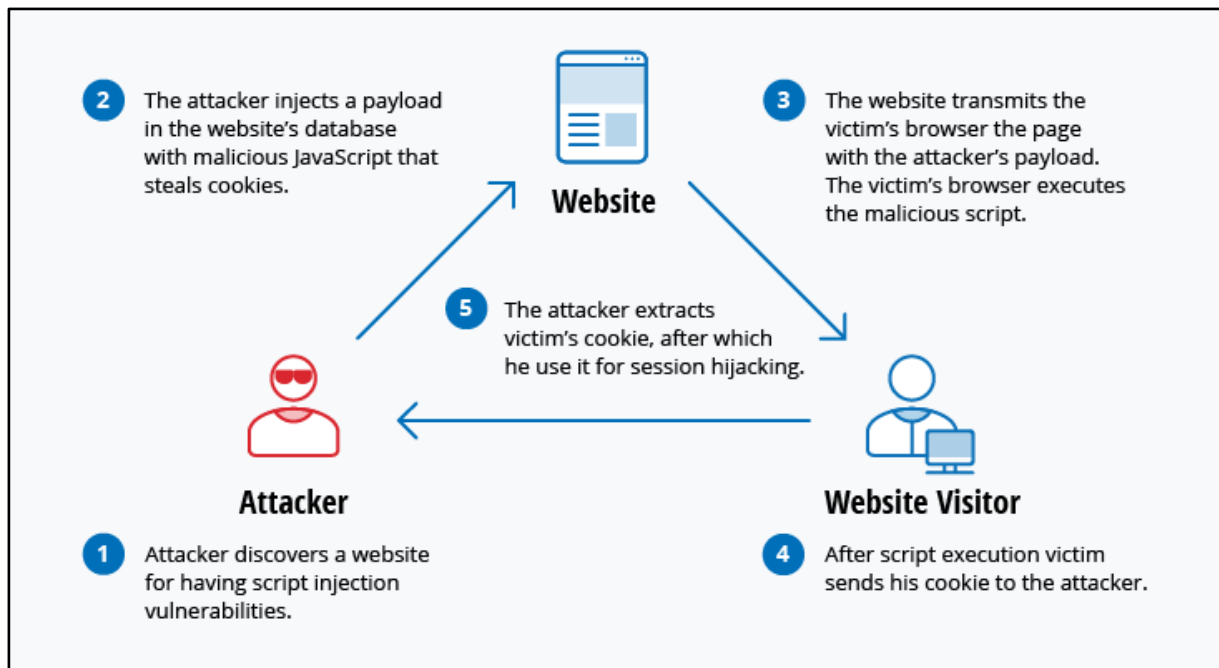 2
The attacker injects a payload
in the website's database
with malicious JavaScript that
steals cookies.
Website
3
The website transmits the
victim's browser the page
with the attacker's payload.
The victim's browser executes
the malicious script.
5
The attacker extracts
victim's cookie, after which
he use it for session hijacking.
Attacker
1
Attacker discovers a website
for having script injection
vulnerabilities.
Website Visitor
4
After script execution victim
sends his cookie to the attacker.